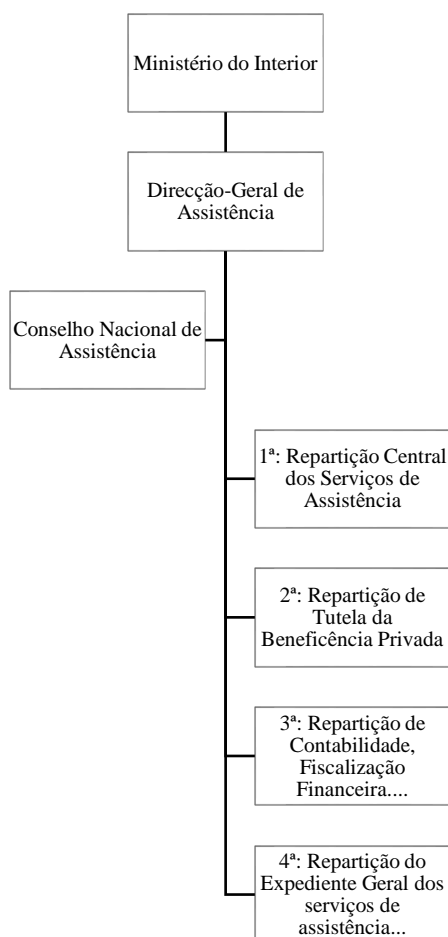 Ministério do Interior
Direcção-Geral de
Assistência
Conselho Nacional de
Assistência
1ª: Repartição Central
dos Serviços de
Assistência
2ª: Repartição de
Tutela da
Beneficência Privada
3ª: Repartição de
Contabilidade,
Fiscalização
Financeira....
4ª: Repartição do
Expediente Geral dos
serviços de
assistência...